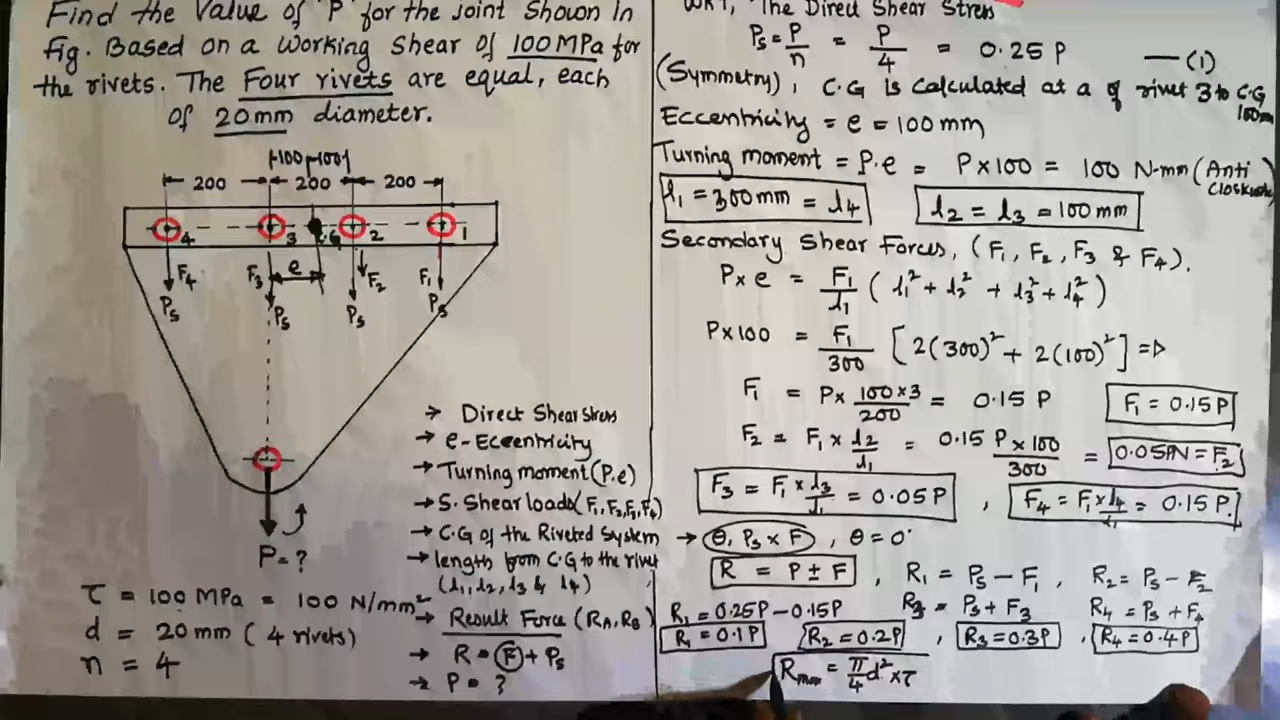 Find the Value of 'P' for the Joint Shown in
fig. Based on a Working Shear of 100 MPa for
the rivets. The Four rivets are equal, each
of 20mm diameter.
100 100
200 200 200
4 3 C.G 2 1
F4 F3 e F2 F1
Ps Ps Ps Ps
P = ?
τ = 100 MPa = 100 N/mm²
d = 20 mm ( 4 rivets)
n = 4
→ Direct Shear Stress
→ e - Eccentricity
→ Turning moment (P.e)
→ S. Shear loads (F1, F2, F3, F4)
→ C.G of the Riveted System
→ length from C.G to the rivet
(l1, l2, l3 & l4)
→ Result Force (RA, RB)
→ R = F + Ps
→ P = ?
WKT, The Direct Shear Stress
Ps = P/n = P/4 = 0.25 P —(1)
(Symmetry), C.G is Calculated at a of rivet 3 to C.G
Eccentricity = e = 100 mm
Turning moment = P.e = P×100 = 100 N-mm (Anti
l1 = 300 mm = l4
l2 = l3 = 100 mm
Secondary Shear Forces, (F1, F2, F3 & F4).
P×e = F1/l1 ( l1² + l2² + l3² + l4² )
P×100 = F1/300 [ 2(300)² + 2(100)² ] =>
F1 = P× 100×3/200 = 0.15 P F1 = 0.15 P
F2 = F1 × l2/l1 = 0.15 P×100/300 = 0.05PN = F2
F3 = F1 × l3/l1 = 0.05 P , F4 = F1 × l4/l1 = 0.15 P.
→ θ, Ps × F , θ = 0°
R = P ± F , R1 = Ps - F1 , R2 = Ps - F2
R1 = 0.25P - 0.15P R3 = Ps + F3 R4 = Ps + F4
R1 = 0.1P R2 = 0.2P , R3 = 0.3P , R4 = 0.4P
Rmax = π/4 d² × τ